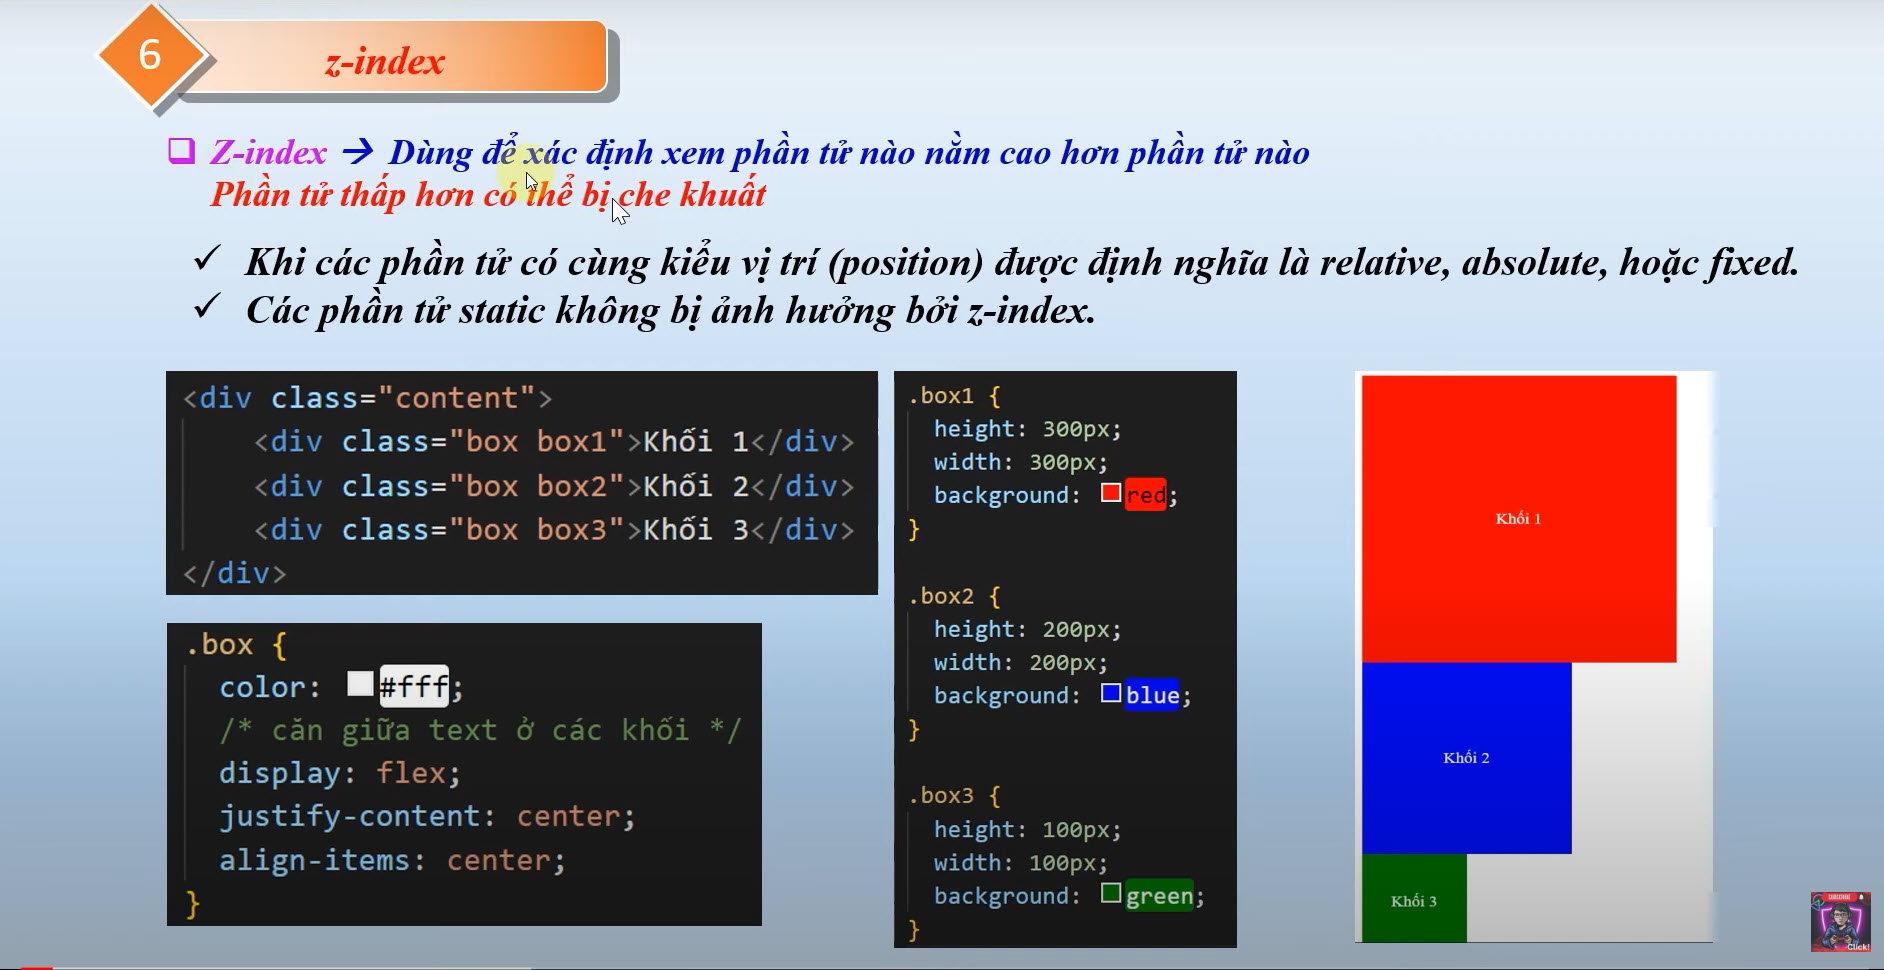 6
z-index
Z-index → Dùng để xác định xem phần tử nào nằm cao hơn phần tử nào
Phần tử thấp hơn có thể bị che khuất
✓ Khi các phần tử có cùng kiểu vị trí (position) được định nghĩa là relative, absolute, hoặc fixed.
✓ Các phần tử static không bị ảnh hưởng bởi z-index.
<div class="content">
<div class="box box1">Khối 1</div>
<div class="box box2">Khối 2</div>
<div class="box box3">Khối 3</div>
</div>
.box {
color: #fff;
/* căn giữa text ở các khối */
display: flex;
justify-content: center;
align-items: center;
}
.box1 {
height: 300px;
width: 300px;
background: red;
}
.box2 {
height: 200px;
width: 200px;
background: blue;
}
.box3 {
height: 100px;
width: 100px;
background: green;
}
Khối 1
Khối 2
Khối 3
Click!